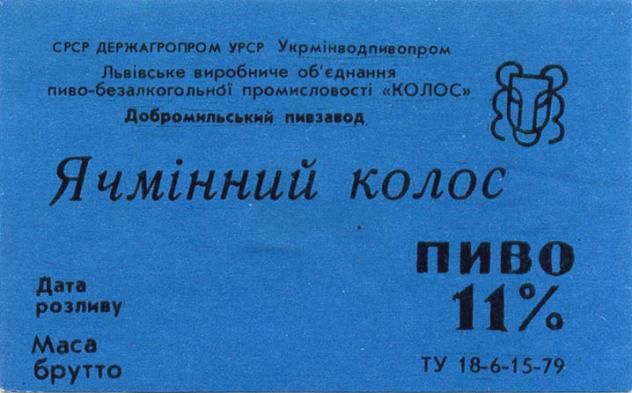 СРСР ДЕРЖАГРОПРОМ УРСР Укрмінводпивопром
Львівське виробниче об'єднання
пиво-безалкогольної промисловості «КОЛОС»
Добромильський пивзавод
Ячмінний колос
ПИВО
11%
Дата
розливу
Маса
брутто
ТУ 18-6-15-79